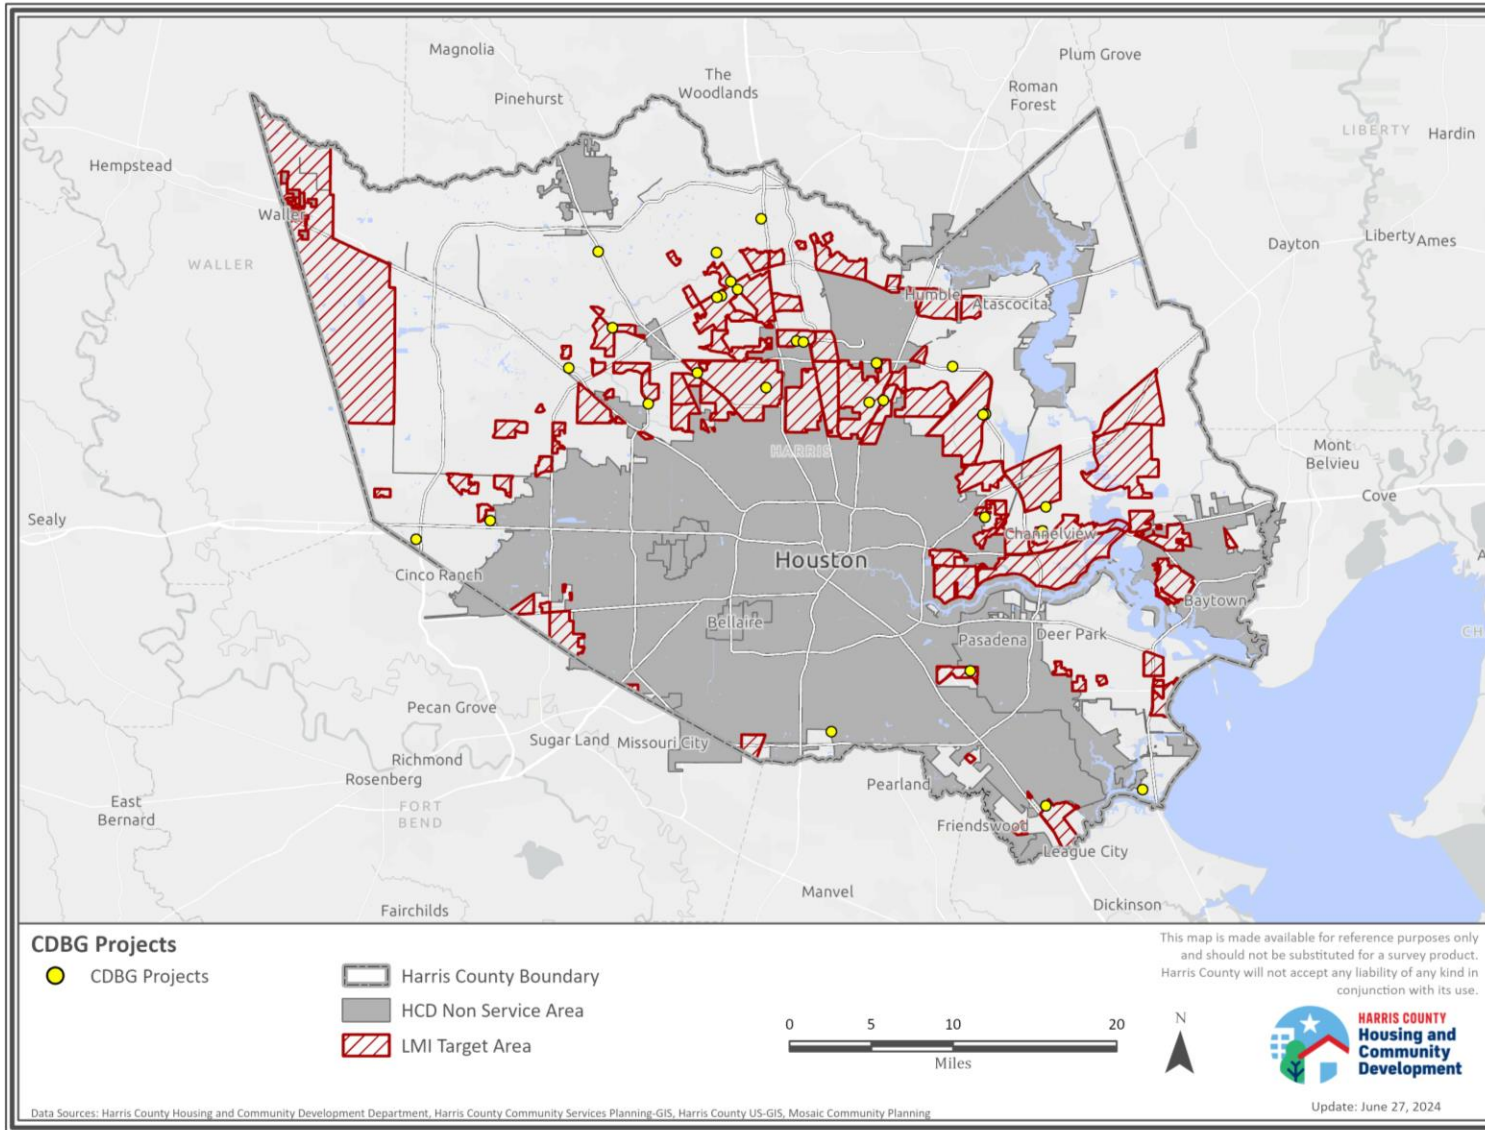 Magnolia
Plum Grove
The
Woodlands
Pinehurst
Roman
Forest
LIBERTY
Hardin
Hempstead
Waller
Dayton
Liberty
Ames
WALLER
Humble
Atascocita
HARRIS
Mont
Belvieu
Cove
Sealy
Channelview
Houston
Cinco Ranch
Baytown
Bellaire
Pasadena
Deer Park
CH
Pecan Grove
Sugar Land
Missouri City
Richmond
Rosenberg
Pearland
East
Bernard
FORT
BEND
Friendswood
League City
Manvel
Dickinson
Fairchilds
CDBG Projects
CDBG Projects
Harris County Boundary
HCD Non Service Area
LMI Target Area
0 5 10 20
Miles
N
This map is made available for reference purposes only
and should not be substituted for a survey product.
Harris County will not accept any liability of any kind in
conjunction with its use.
HARRIS COUNTY
Housing and
Community
Development
Update: June 27, 2024
Data Sources: Harris County Housing and Community Development Department, Harris County Community Services Planning-GIS, Harris County US-GIS, Mosaic Community Planning